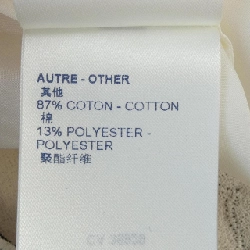 AUTRE - OTHER
其他
87% COTON - COTTON
棉
13% POLYESTER -
POLYESTER
聚酯纤维